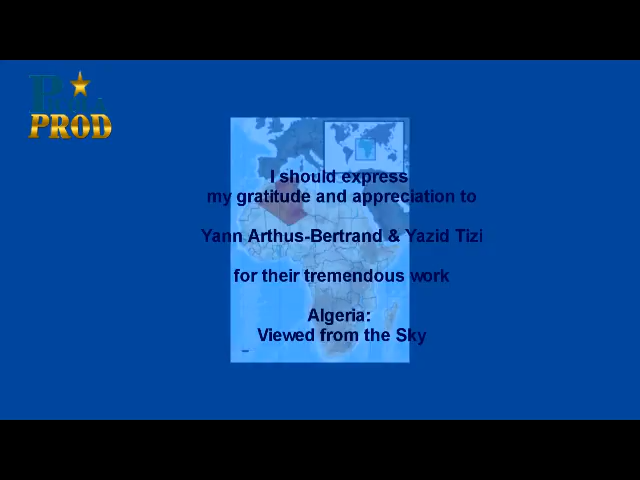 PROD
I should express
my gratitude and appreciation to
Yann Arthus-Bertrand & Yazid Tizi
for their tremendous work
Algeria:
Viewed from the Sky